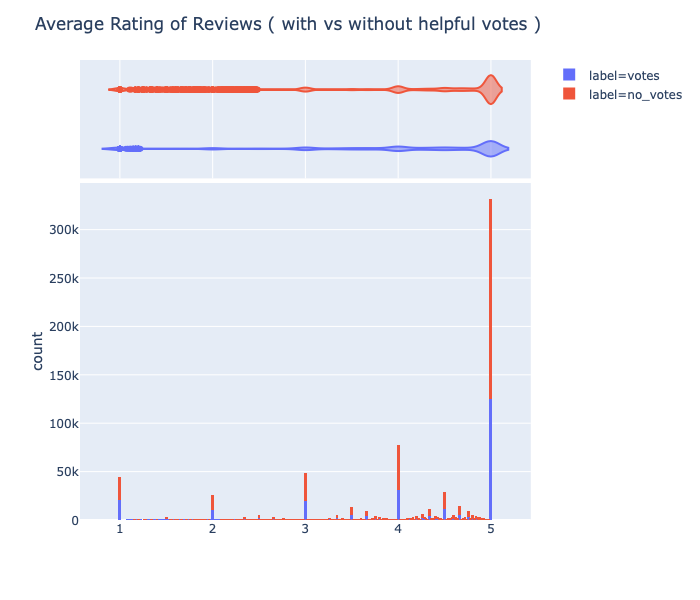 Average Rating of Reviews ( with vs without helpful votes )
label=votes
label=no_votes
300k
250k
200k
150k
100k
50k
0
count
1 2 3 4 5